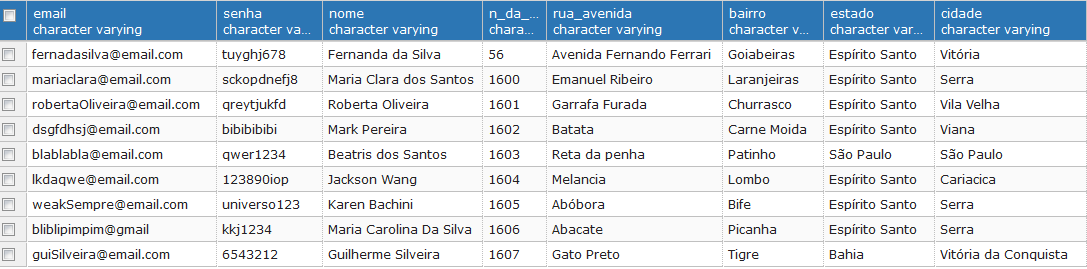 email senha nome n_da_... rua_avenida bairro estado cidade
character varying character va... character varying chara... character varying character v... character var... character varying
fernadasilva@email.com tuyghj678 Fernanda da Silva 56 Avenida Fernando Ferrari Goiabeiras Espírito Santo Vitória
mariaclara@email.com sckopdnefj8 Maria Clara dos Santos 1600 Emanuel Ribeiro Laranjeiras Espírito Santo Serra
robertaOliveira@email.com qreytjukfd Roberta Oliveira 1601 Garrafa Furada Churrasco Espírito Santo Vila Velha
dsgfdhsj@email.com bibibibibi Mark Pereira 1602 Batata Carne Moida Espírito Santo Viana
blablabla@email.com qwer1234 Beatris dos Santos 1603 Reta da penha Patinho São Paulo São Paulo
lkdaqwe@email.com 123890iop Jackson Wang 1604 Melancia Lombo Espírito Santo Cariacica
weakSempre@email.com universo123 Karen Bachini 1605 Abóbora Bife Espírito Santo Serra
bliblipimpim@gmail kkj1234 Maria Carolina Da Silva 1606 Abacate Picanha Espírito Santo Serra
guiSilveira@email.com 6543212 Guilherme Silveira 1607 Gato Preto Tigre Bahia Vitória da Conquista